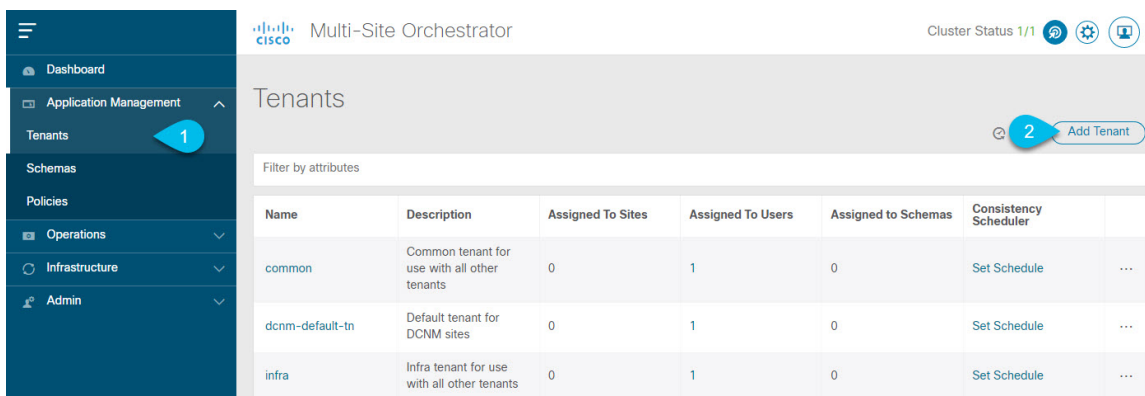 CISCO
Multi-Site Orchestrator
Cluster Status 1/1
Dashboard
Application Management
Tenants
1
Schemas
Policies
Operations
Infrastructure
Admin
Tenants
2
Add Tenant
Filter by attributes
Name Description Assigned To Sites Assigned To Users Assigned to Schemas Consistency
Scheduler
common
Common tenant for
use with all other
tenants
0 1 0 Set Schedule ...
dcnm-default-tn
Default tenant for
DCNM sites
0 1 0 Set Schedule ...
infra
Infra tenant for use
with all other tenants
0 1 0 Set Schedule ...